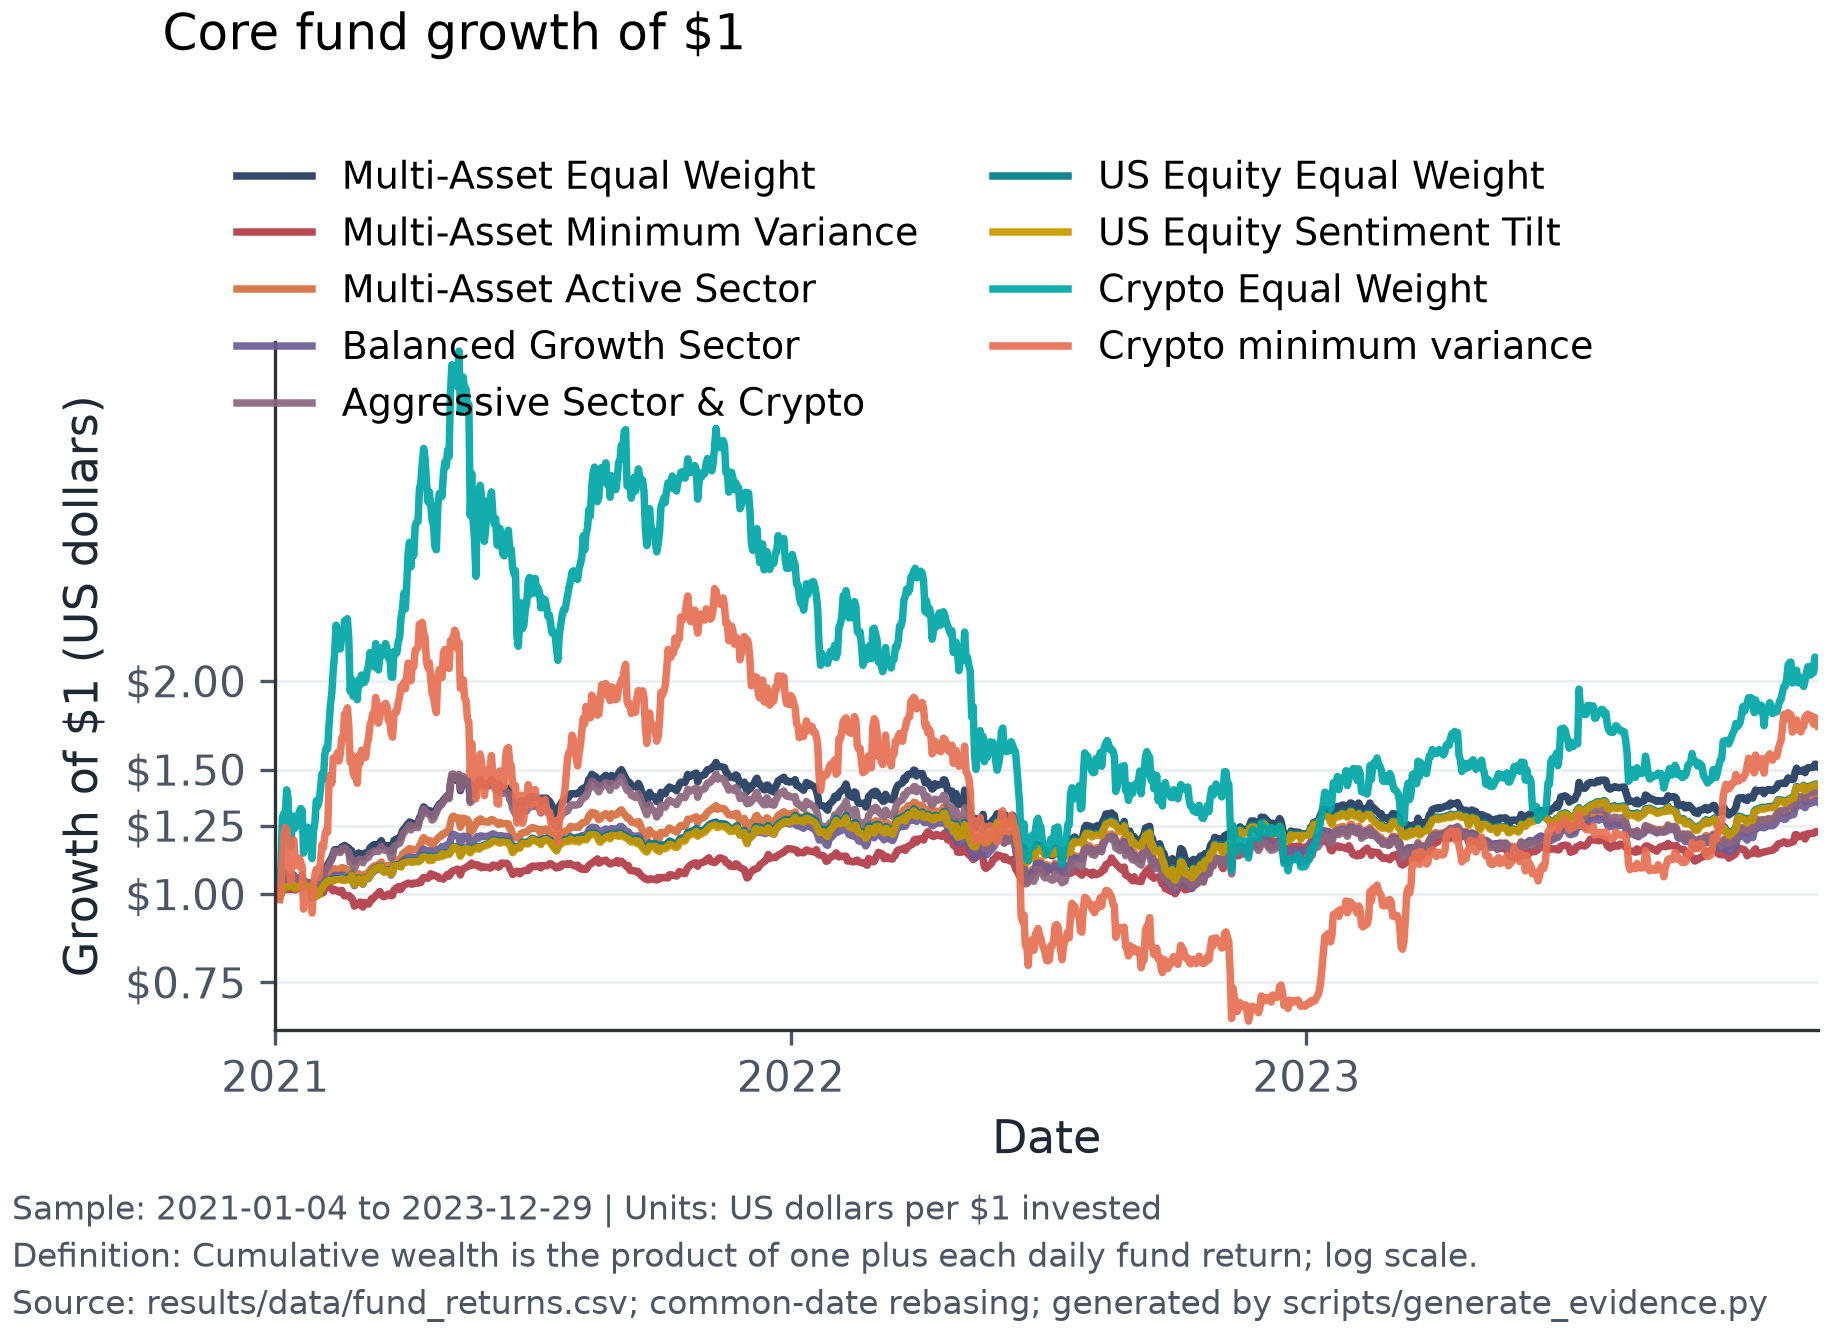 Core fund growth of $1
Multi-Asset Equal Weight
Multi-Asset Minimum Variance
Multi-Asset Active Sector
Balanced Growth Sector
Aggressive Sector & Crypto
US Equity Equal Weight
US Equity Sentiment Tilt
Crypto Equal Weight
Crypto minimum variance
Growth of $1 (US dollars)
$2.00
$1.50
$1.25
$1.00
$0.75
2021
2022
2023
Date
Sample: 2021-01-04 to 2023-12-29 | Units: US dollars per $1 invested
Definition: Cumulative wealth is the product of one plus each daily fund return; log scale.
Source: results/data/fund_returns.csv; common-date rebasing; generated by scripts/generate_evidence.py